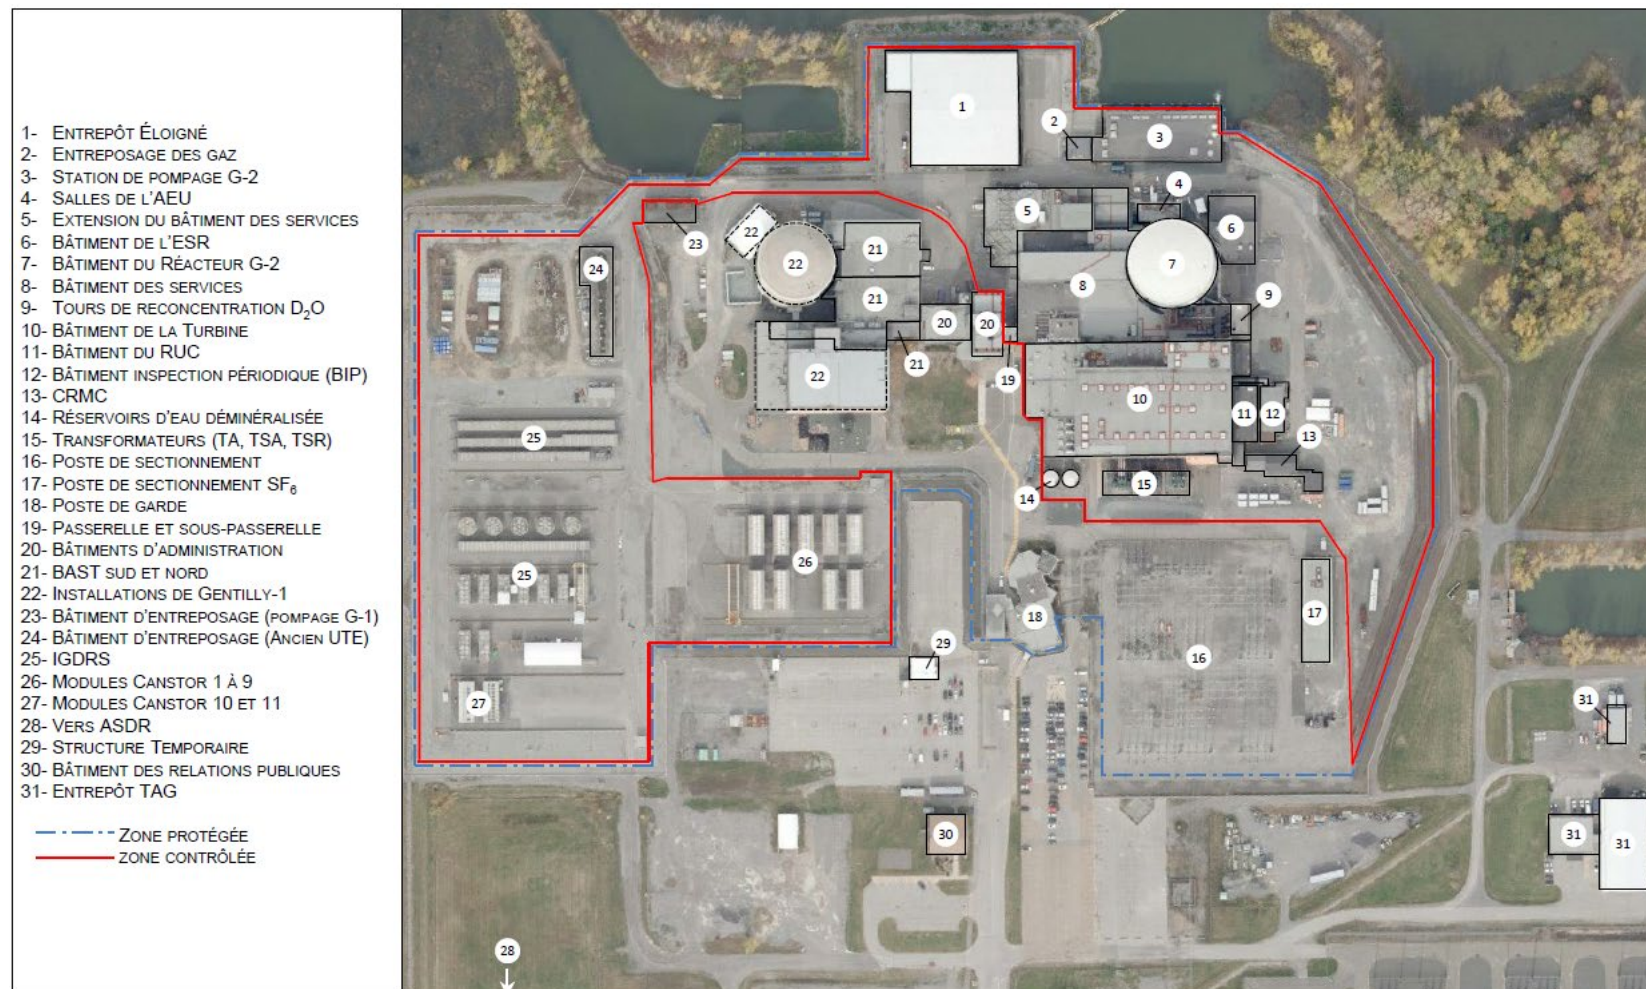 1- Entrepôt Éloigné
2- Entreposage des gaz
3- Station de pompage G-2
4- Salles de l'AEU
5- Extension du bâtiment des services
6- Bâtiment de l'ESR
7- Bâtiment du Réacteur G-2
8- Bâtiment des services
9- Tours de reconcentration D₂O
10- Bâtiment de la Turbine
11- Bâtiment du RUC
12- Bâtiment inspection périodique (BIP)
13- CRMC
14- Réservoirs d'eau déminéralisée
15- Transformateurs (TA, TSA, TSR)
16- Poste de sectionnement
17- Poste de sectionnement SF₆
18- Poste de garde
19- Passerelle et sous-passerelle
20- Bâtiments d'administration
21- BAST sud et nord
22- Installations de Gentilly-1
23- Bâtiment d'entreposage (pompage G-1)
24- Bâtiment d'entreposage (Ancien UTE)
25- IGDRS
26- Modules Canstor 1 à 9
27- Modules Canstor 10 et 11
28- Vers ASDR
29- Structure Temporaire
30- Bâtiment des relations publiques
31- Entrepôt TAG
Zone protégée
zone contrôlée
1
2
3
4
5
6
22
23
21
22
7
24
8
21
9
20
20
21
19
22
10
11
12
25
13
14
15
26
25
17
18
29
16
27
31
30
31
31
28